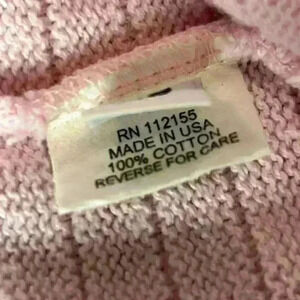 RN 112155
MADE IN USA
100% COTTON
REVERSE FOR CARE